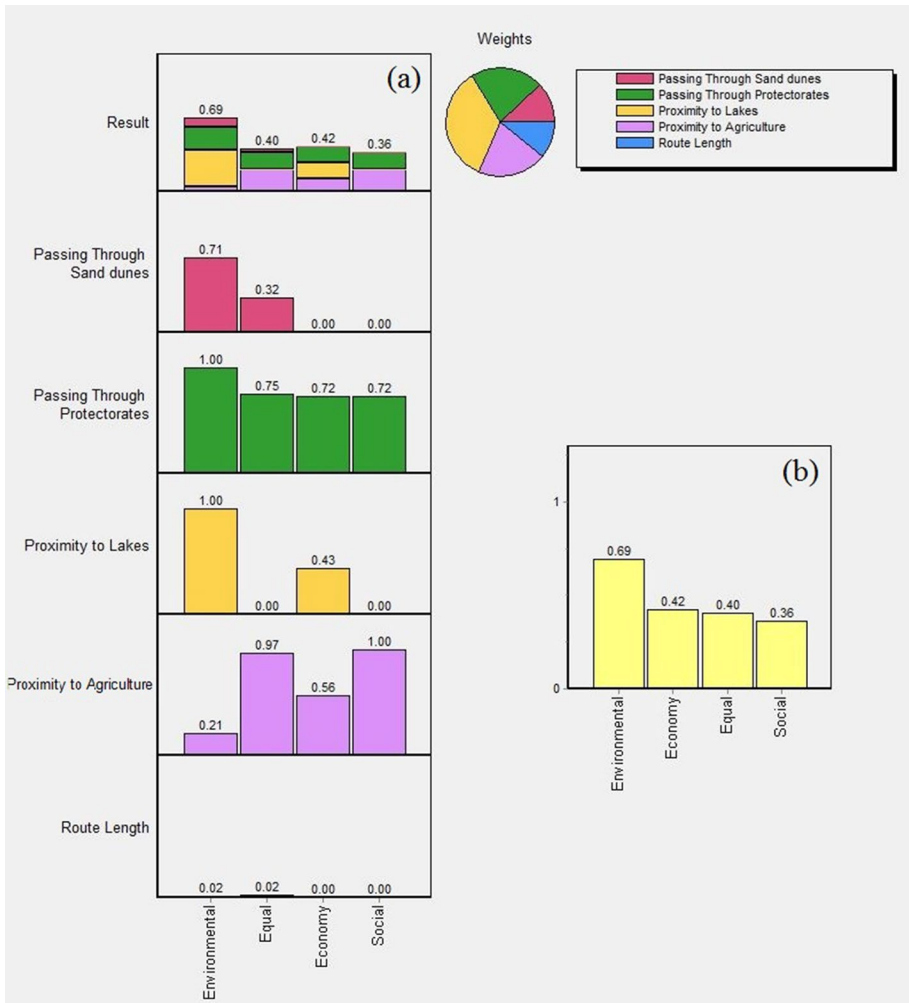 Weights
(a)
Passing Through Sand dunes
Passing Through Protectorates
Proximity to Lakes
Proximity to Agriculture
Route Length
Result
0.69
0.40
0.42
0.36
Passing Through
Sand dunes
0.71
0.32
0.00
0.00
Passing Through
Protectorates
1.00
0.75
0.72
0.72
Proximity to Lakes
1.00
0.00
0.43
0.00
Proximity to Agriculture
0.21
0.97
0.56
1.00
Route Length
0.02
0.02
0.00
0.00
Environmental
Equal
Economy
Social
(b)
1
0
0.69
0.42
0.40
0.36
Environmental
Economy
Equal
Social